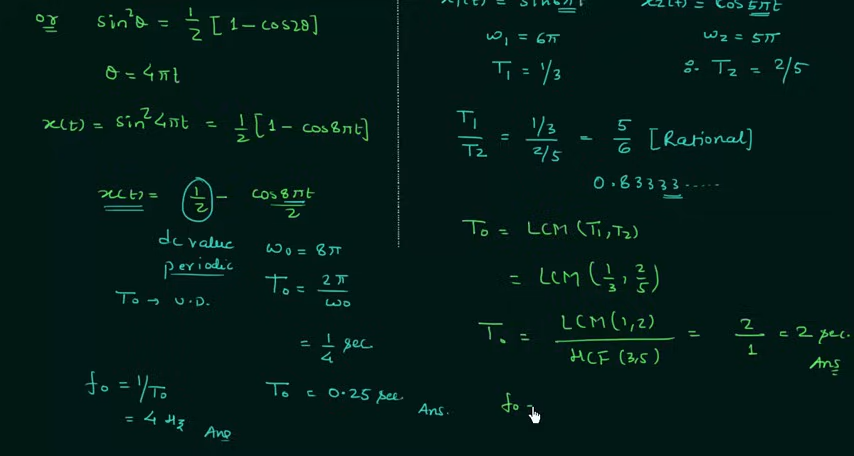 or sin²θ = 1/2 [1 - cos2θ]
θ = 4πt
x(t) = sin²4πt = 1/2 [1 - cos8πt]
x(t) = 1/2 - cos8πt/2
dc value
periodic
T₀ → U.D.
ω₀ = 8π
T₀ = 2π/ω₀
= 1/4 sec
f₀ = 1/T₀
= 4 Hz Ans
T₀ = 0.25 sec Ans.
x₁(t) = sin6πt x₂(t) = cos5πt
ω₁ = 6π ω₂ = 5π
T₁ = 1/3 ∴ T₂ = 2/5
T₁/T₂ = (1/3)/(2/5) = 5/6 [Rational]
0.83333.....
T₀ = LCM (T₁,T₂)
= LCM (1/3, 2/5)
T₀ = LCM(1,2)/HCF(3,5) = 2/1 = 2 sec.
Ans
f₀ =